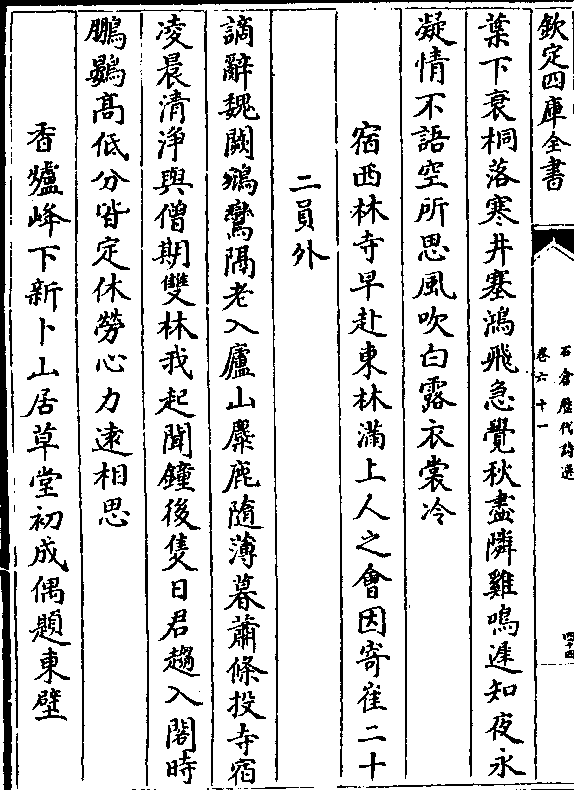 欽定四庫全書
石倉歷代詩選
卷六十一
四十四
葉下衰桐落寒井塞鴻飛急覺秋盡隣雞鳴遲知夜永
凝情不語空所思風吹白露衣裳冷
宿西林寺早赴東林滿上人之會因寄崔二十
二員外
謫辭魏闕鵷鸞隔老入廬山麋鹿隨薄暮蕭條投寺宿
凌晨清淨與僧期雙林我起聞鐘後隻日君趨入閤時
鵬鷃高低分皆定休勞心力遠相思
香爐峰下新卜山居草堂初成偶題東壁